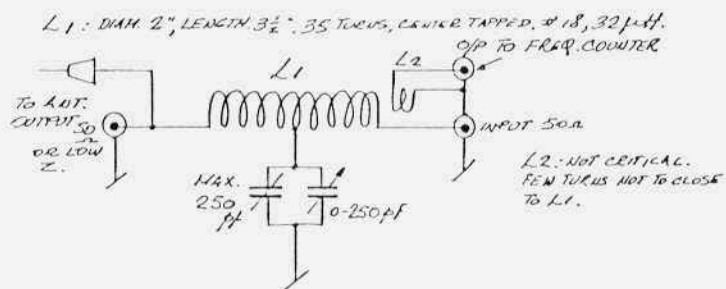 L1: DIAM. 2", LENGTH 3½". 35 TURNS, CENTER TAPPED, #18, 32µH.
O/P TO FREQ. COUNTER
L1
L2
TO ANT.
OUTPUT 50
Ω
OR LOW
Z.
INPUT 50Ω
MAX.
250
pf
0-250pf
L2: NOT CRITICAL.
FEW TURNS NOT TO CLOSE
TO L1.